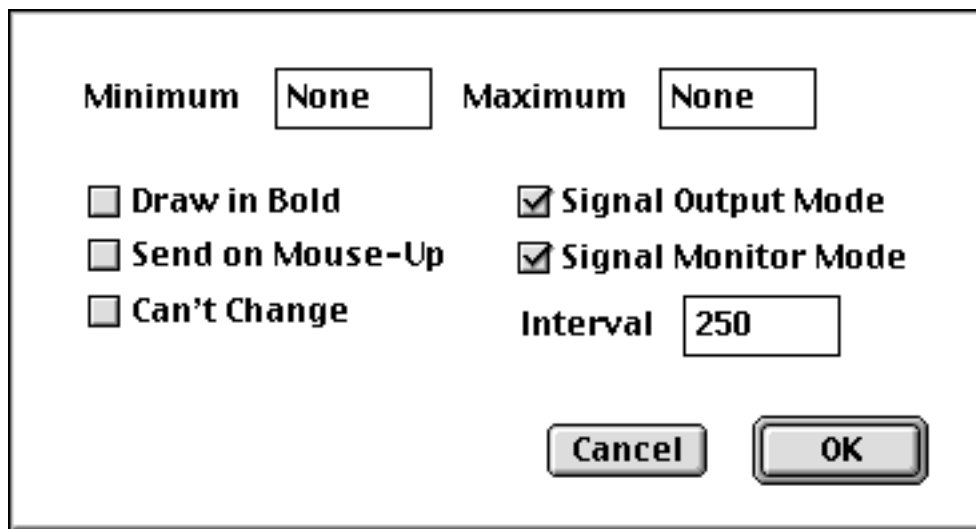 Minimum None Maximum None
Draw in Bold Signal Output Mode
Send on Mouse-Up Signal Monitor Mode
Can't Change Interval 250
Cancel OK